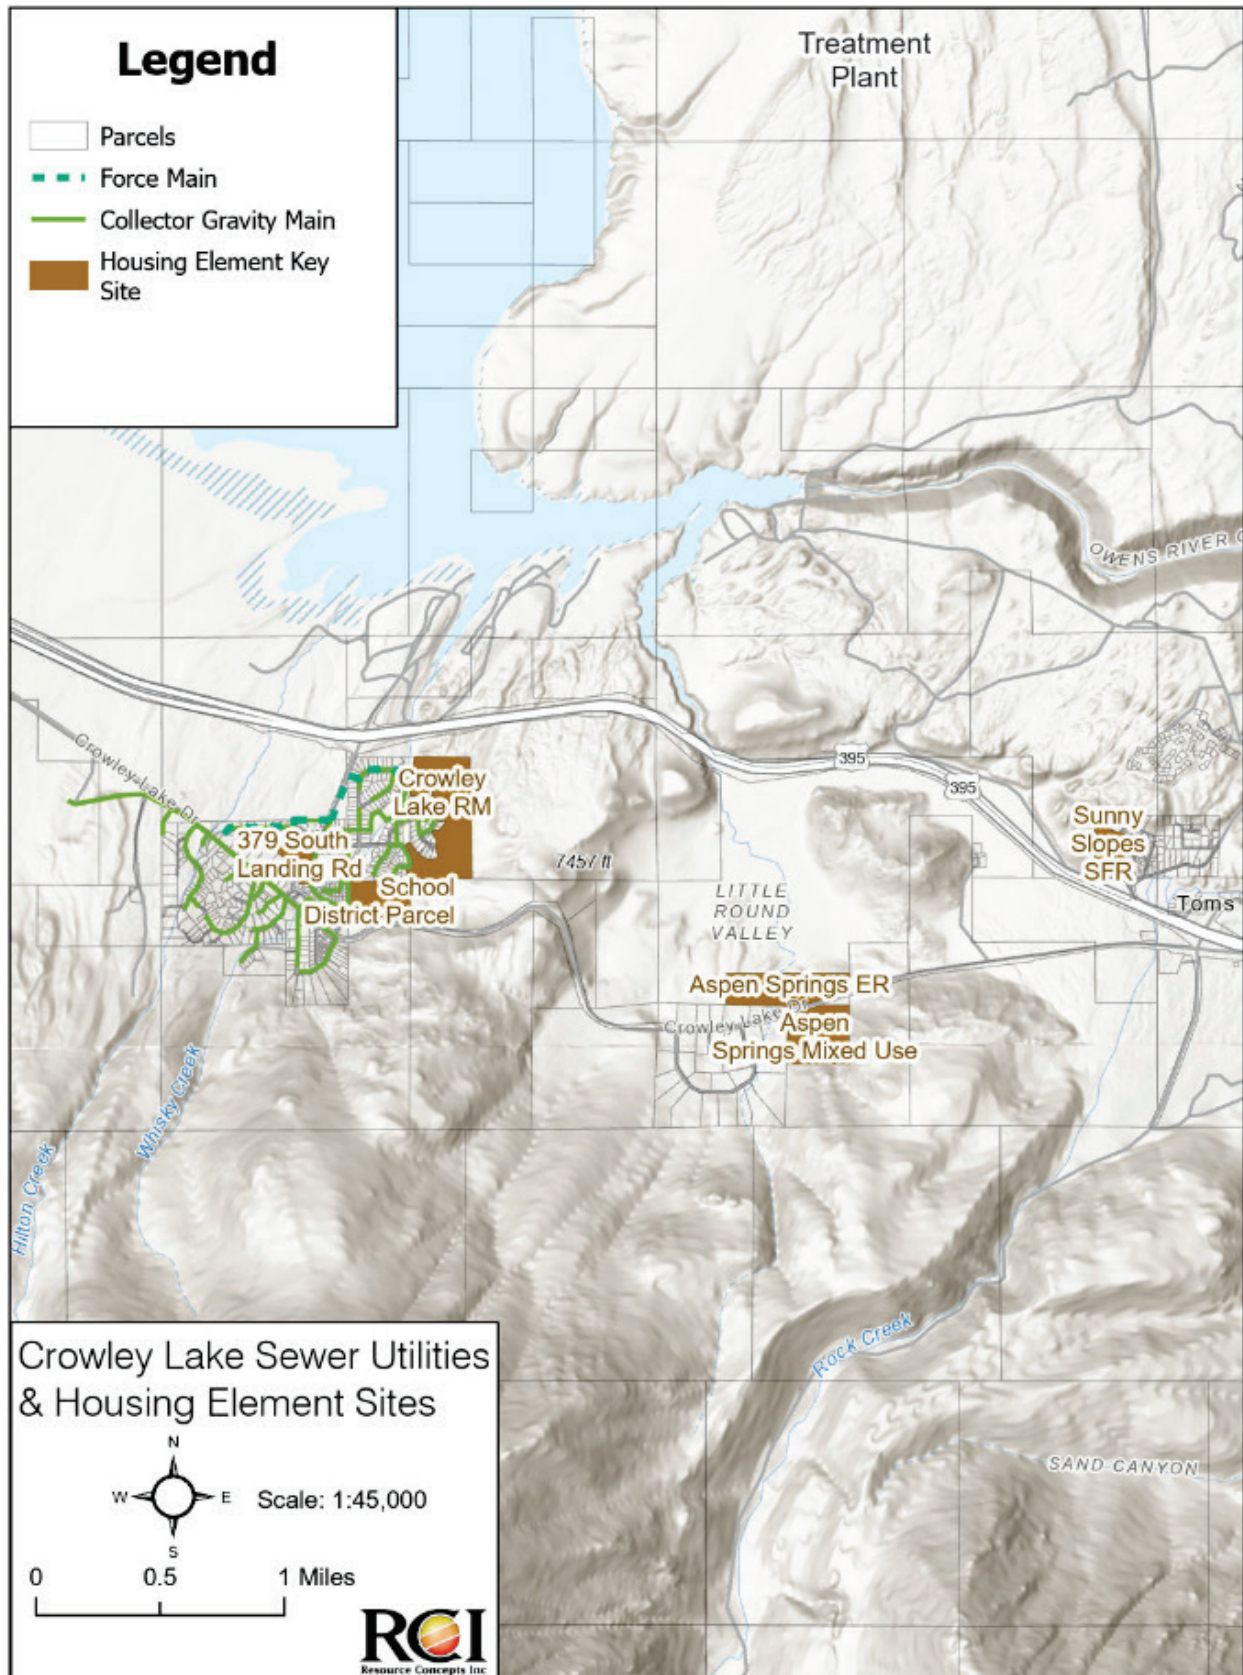 Legend
Parcels
Force Main
Collector Gravity Main
Housing Element Key
Site
Treatment
Plant
OWENS RIVER G
Crowley Lake Dr
395
395
Crowley
Lake RM
379 South
Landing Rd
School
District Parcel
7457 ft
LITTLE
ROUND
VALLEY
Sunny
Slopes
SFR
Toms
Aspen Springs ER
Crowley Lake Dr
Aspen
Springs Mixed Use
Whisky Creek
Hilton Creek
Rock Creek
SAND CANYON
Crowley Lake Sewer Utilities
& Housing Element Sites
N
W
E
S
Scale: 1:45,000
0 0.5 1 Miles
RCI
Resource Concepts Inc